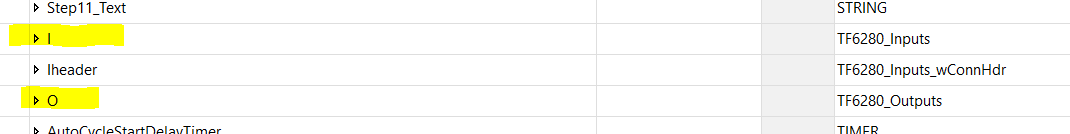 Step11_Text STRING
I TF6280_Inputs
Iheader TF6280_Inputs_wConnHdr
O TF6280_Outputs
AutoCycleStartDelayTimer TIMER